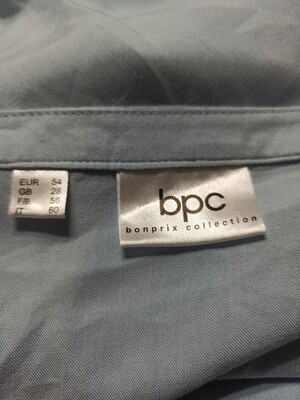 EUR 54
GB 28
F/B 56
IT 60
bpc
bonprix collection